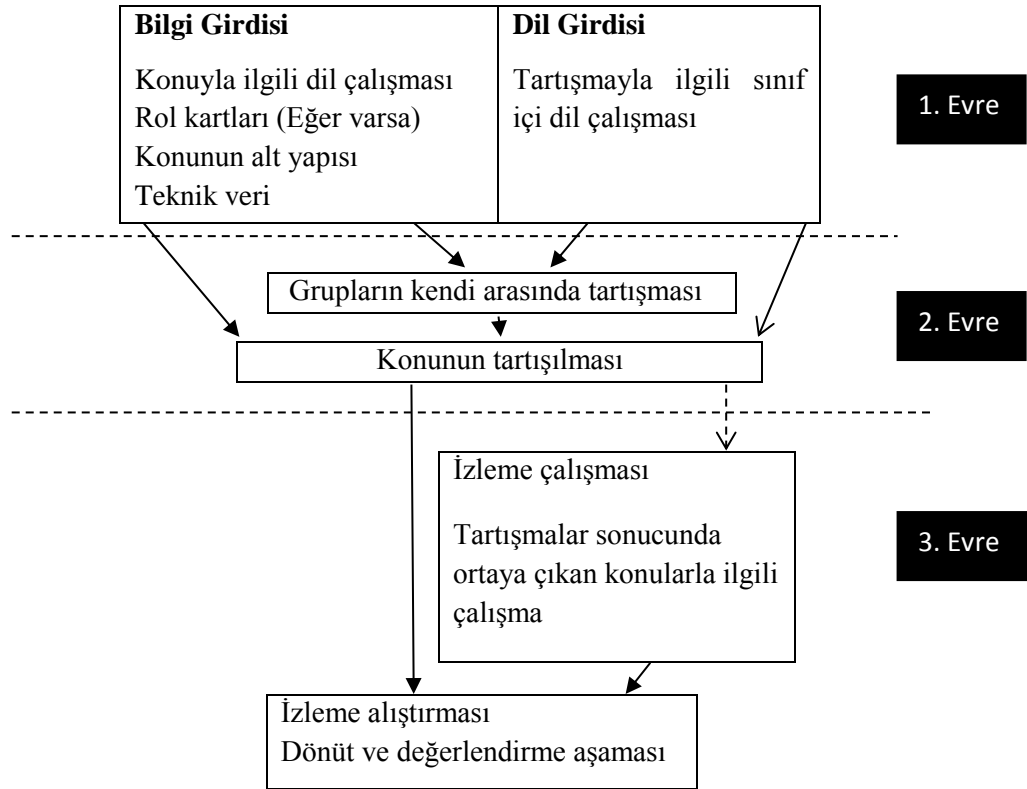 Bilgi Girdisi
Konuyla ilgili dil çalışması
Rol kartları (Eğer varsa)
Konunun alt yapısı
Teknik veri
Dil Girdisi
Tartışmayla ilgili sınıf
içi dil çalışması
1. Evre
Grupların kendi arasında tartışması
Konunun tartışılması
2. Evre
İzleme çalışması
Tartışmalar sonucunda
ortaya çıkan konularla ilgili
çalışma
3. Evre
İzleme alıştırması
Dönüt ve değerlendirme aşaması